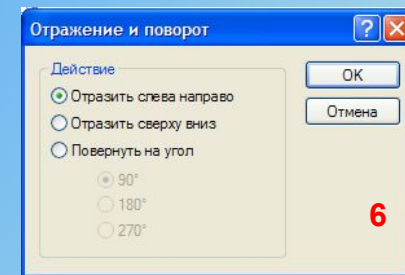 Отражение и поворот
Действие
Отразить слева направо
Отразить сверху вниз
Повернуть на угол
90°
180°
270°
OK
Отмена
6